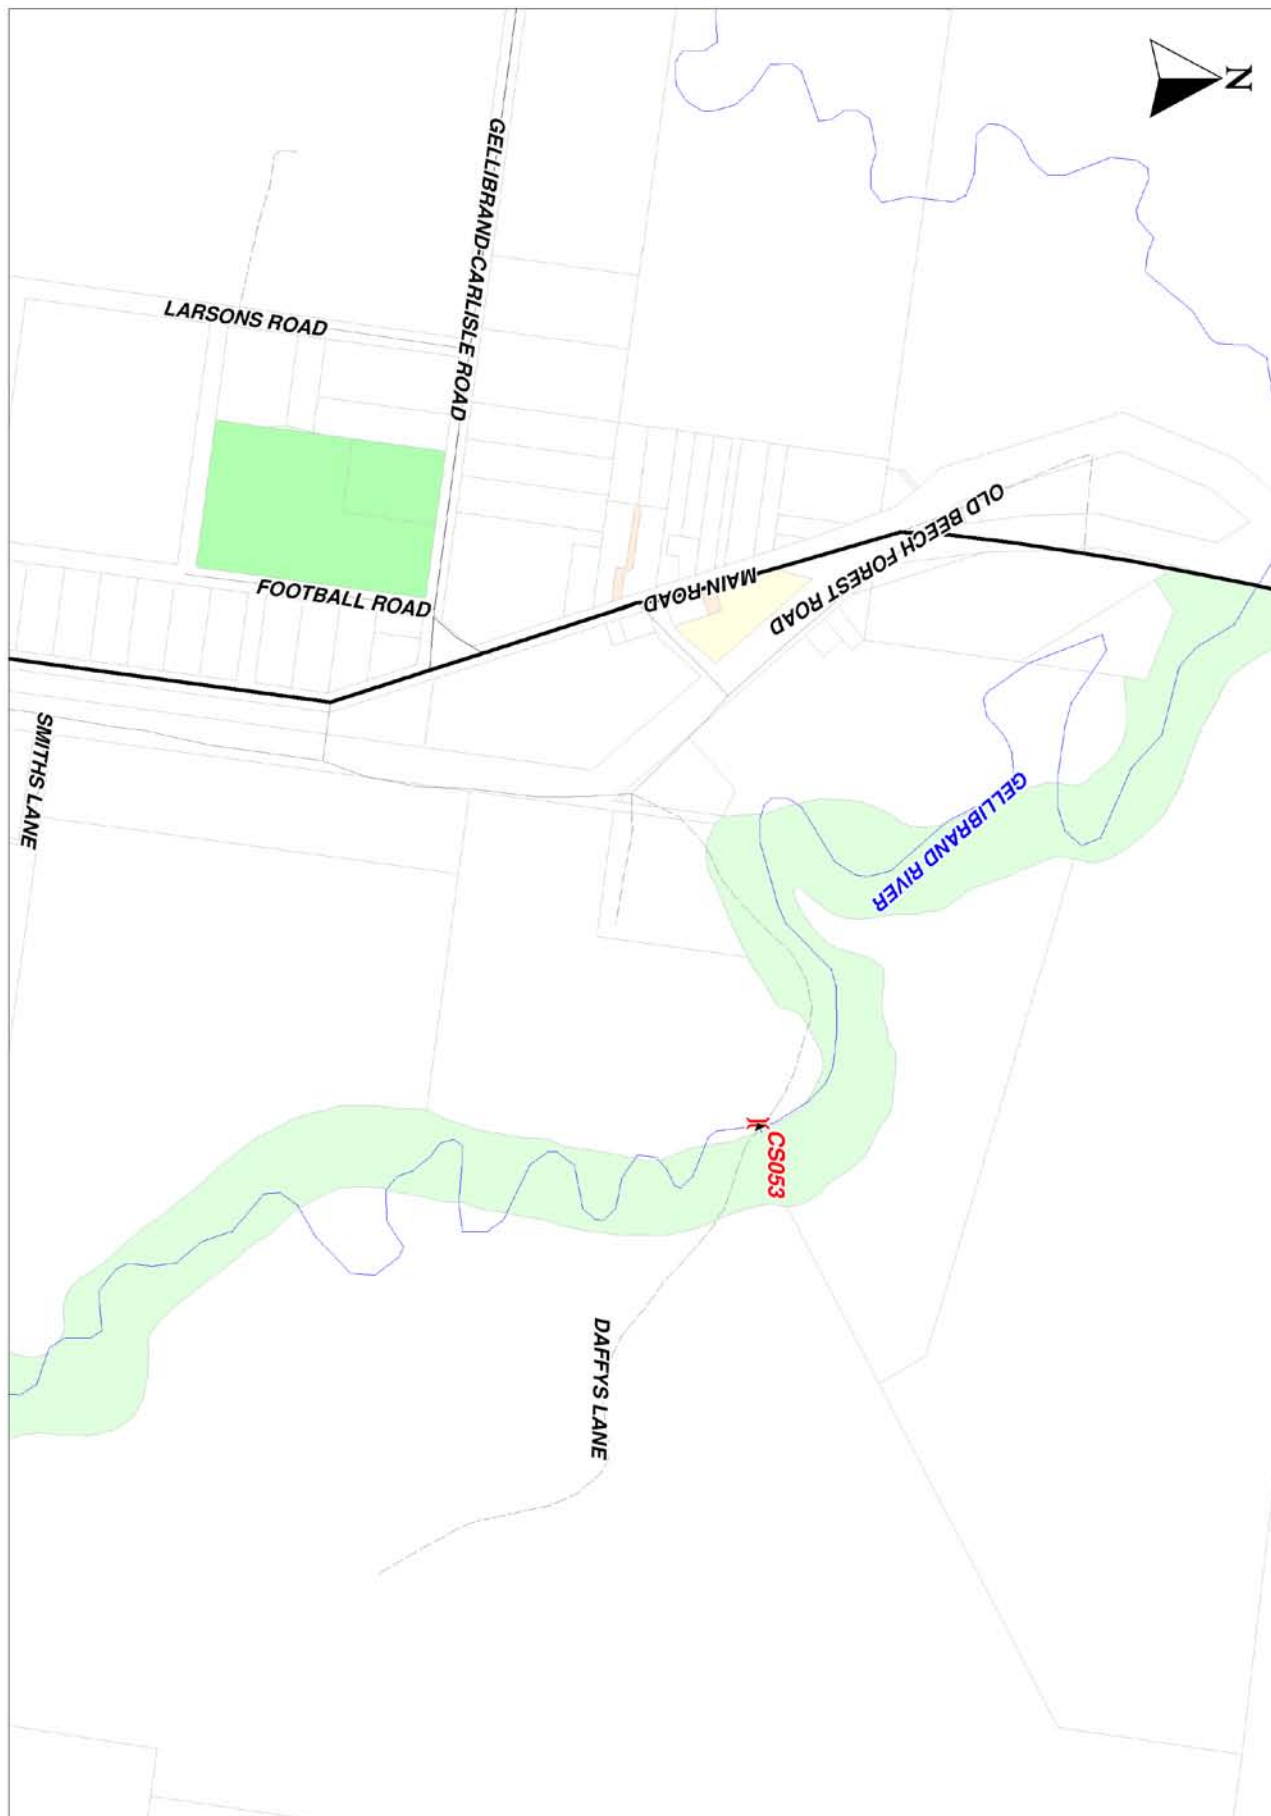 N
GELLIBRAND-CARLISLE ROAD
LARSONS ROAD
OLD BEECH FOREST ROAD
MAIN ROAD
FOOTBALL ROAD
SMITHS LANE
GELLIBRAND RIVER
CS053
DAFFYS LANE